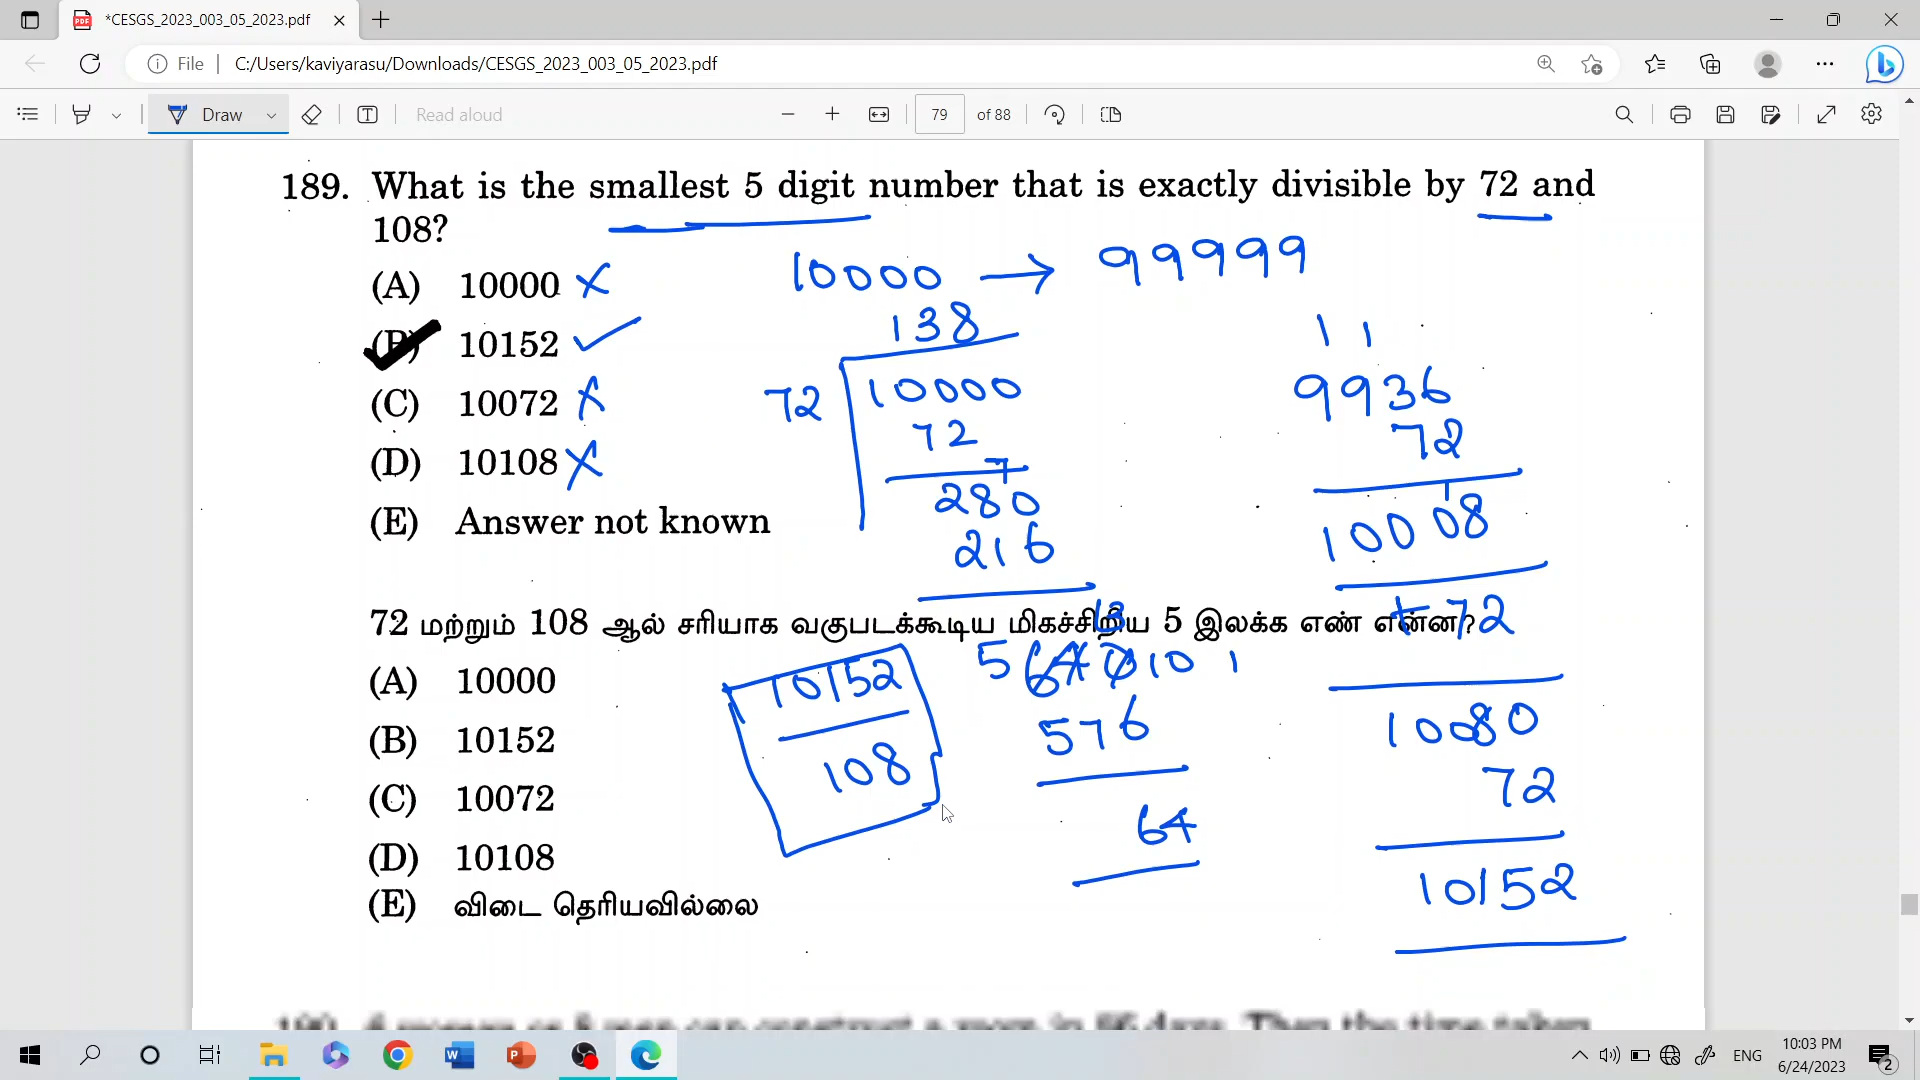 *CESGS_2023_003_05_2023.pdf
File C:/Users/kaviyarasu/Downloads/CESGS_2023_003_05_2023.pdf
Draw Read aloud 79 of 88
189. What is the smallest 5 digit number that is exactly divisible by 72 and
108?
10000 → 99999
(A) 10000
(B) 10152
(C) 10072
(D) 10108
(E) Answer not known
138
72 10000
72
280
216
576
64
11
9936
72
10008
+72
10080
72
10152
72 மற்றும் 108 ஆல் சரியாக வகுபடக்கூடிய மிகச்சிறிய 5 இலக்க எண் என்ன?
(A) 10000
(B) 10152
(C) 10072
(D) 10108
(E) விடை தெரியவில்லை
10152
108
ENG
10:03 PM
6/24/2023
2